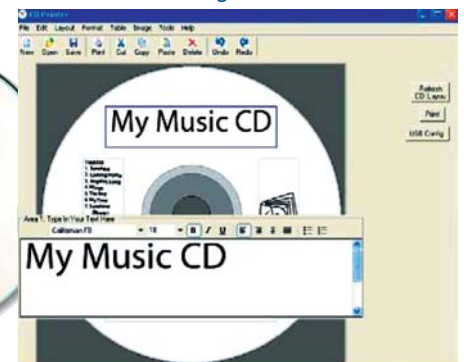 CD Printer
File Edit Layout Format Table Image Tools Help
New Open Save Print Cut Copy Paste Delete Undo Redo
Refresh
CD Layou
Print
USB Config
My Music CD
Area 1. Type In Your Text Here
Californian FB 18 B I U
My Music CD